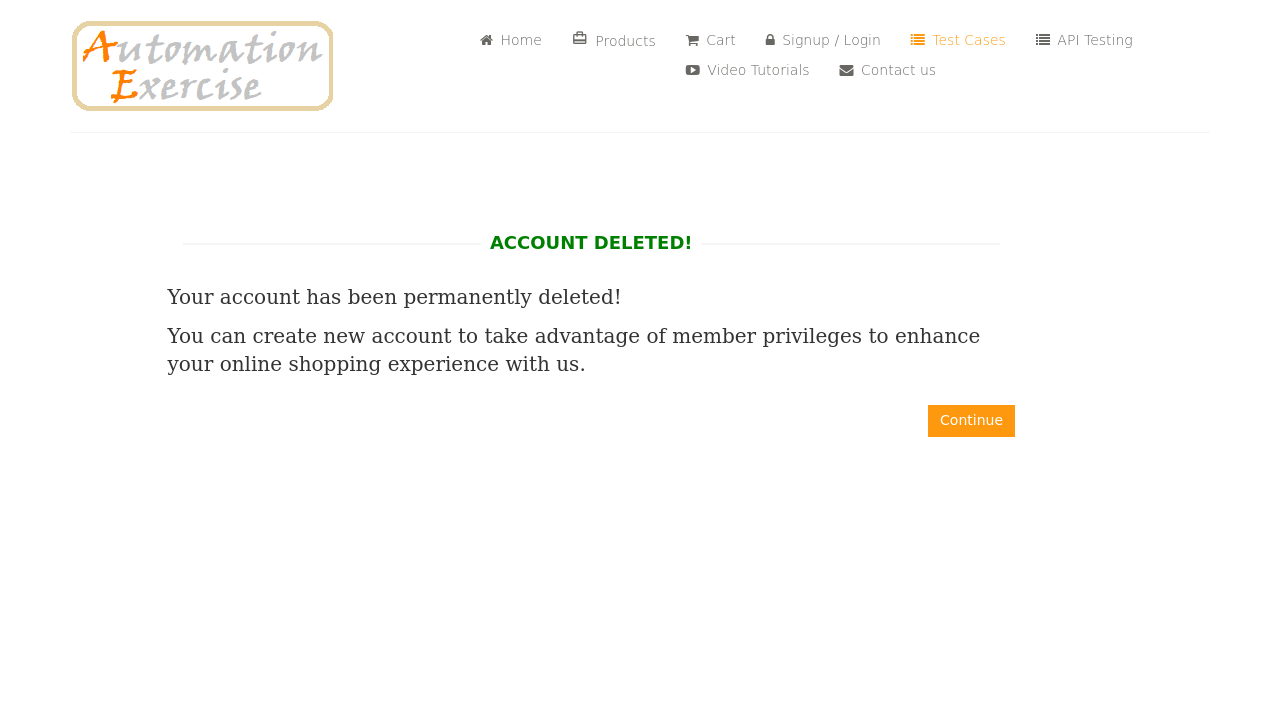 Automation
Exercise
Home
Products
Cart
Signup / Login
Test Cases
API Testing
Video Tutorials
Contact us
ACCOUNT DELETED!
Your account has been permanently deleted!
You can create new account to take advantage of member privileges to enhance
your online shopping experience with us.
Continue